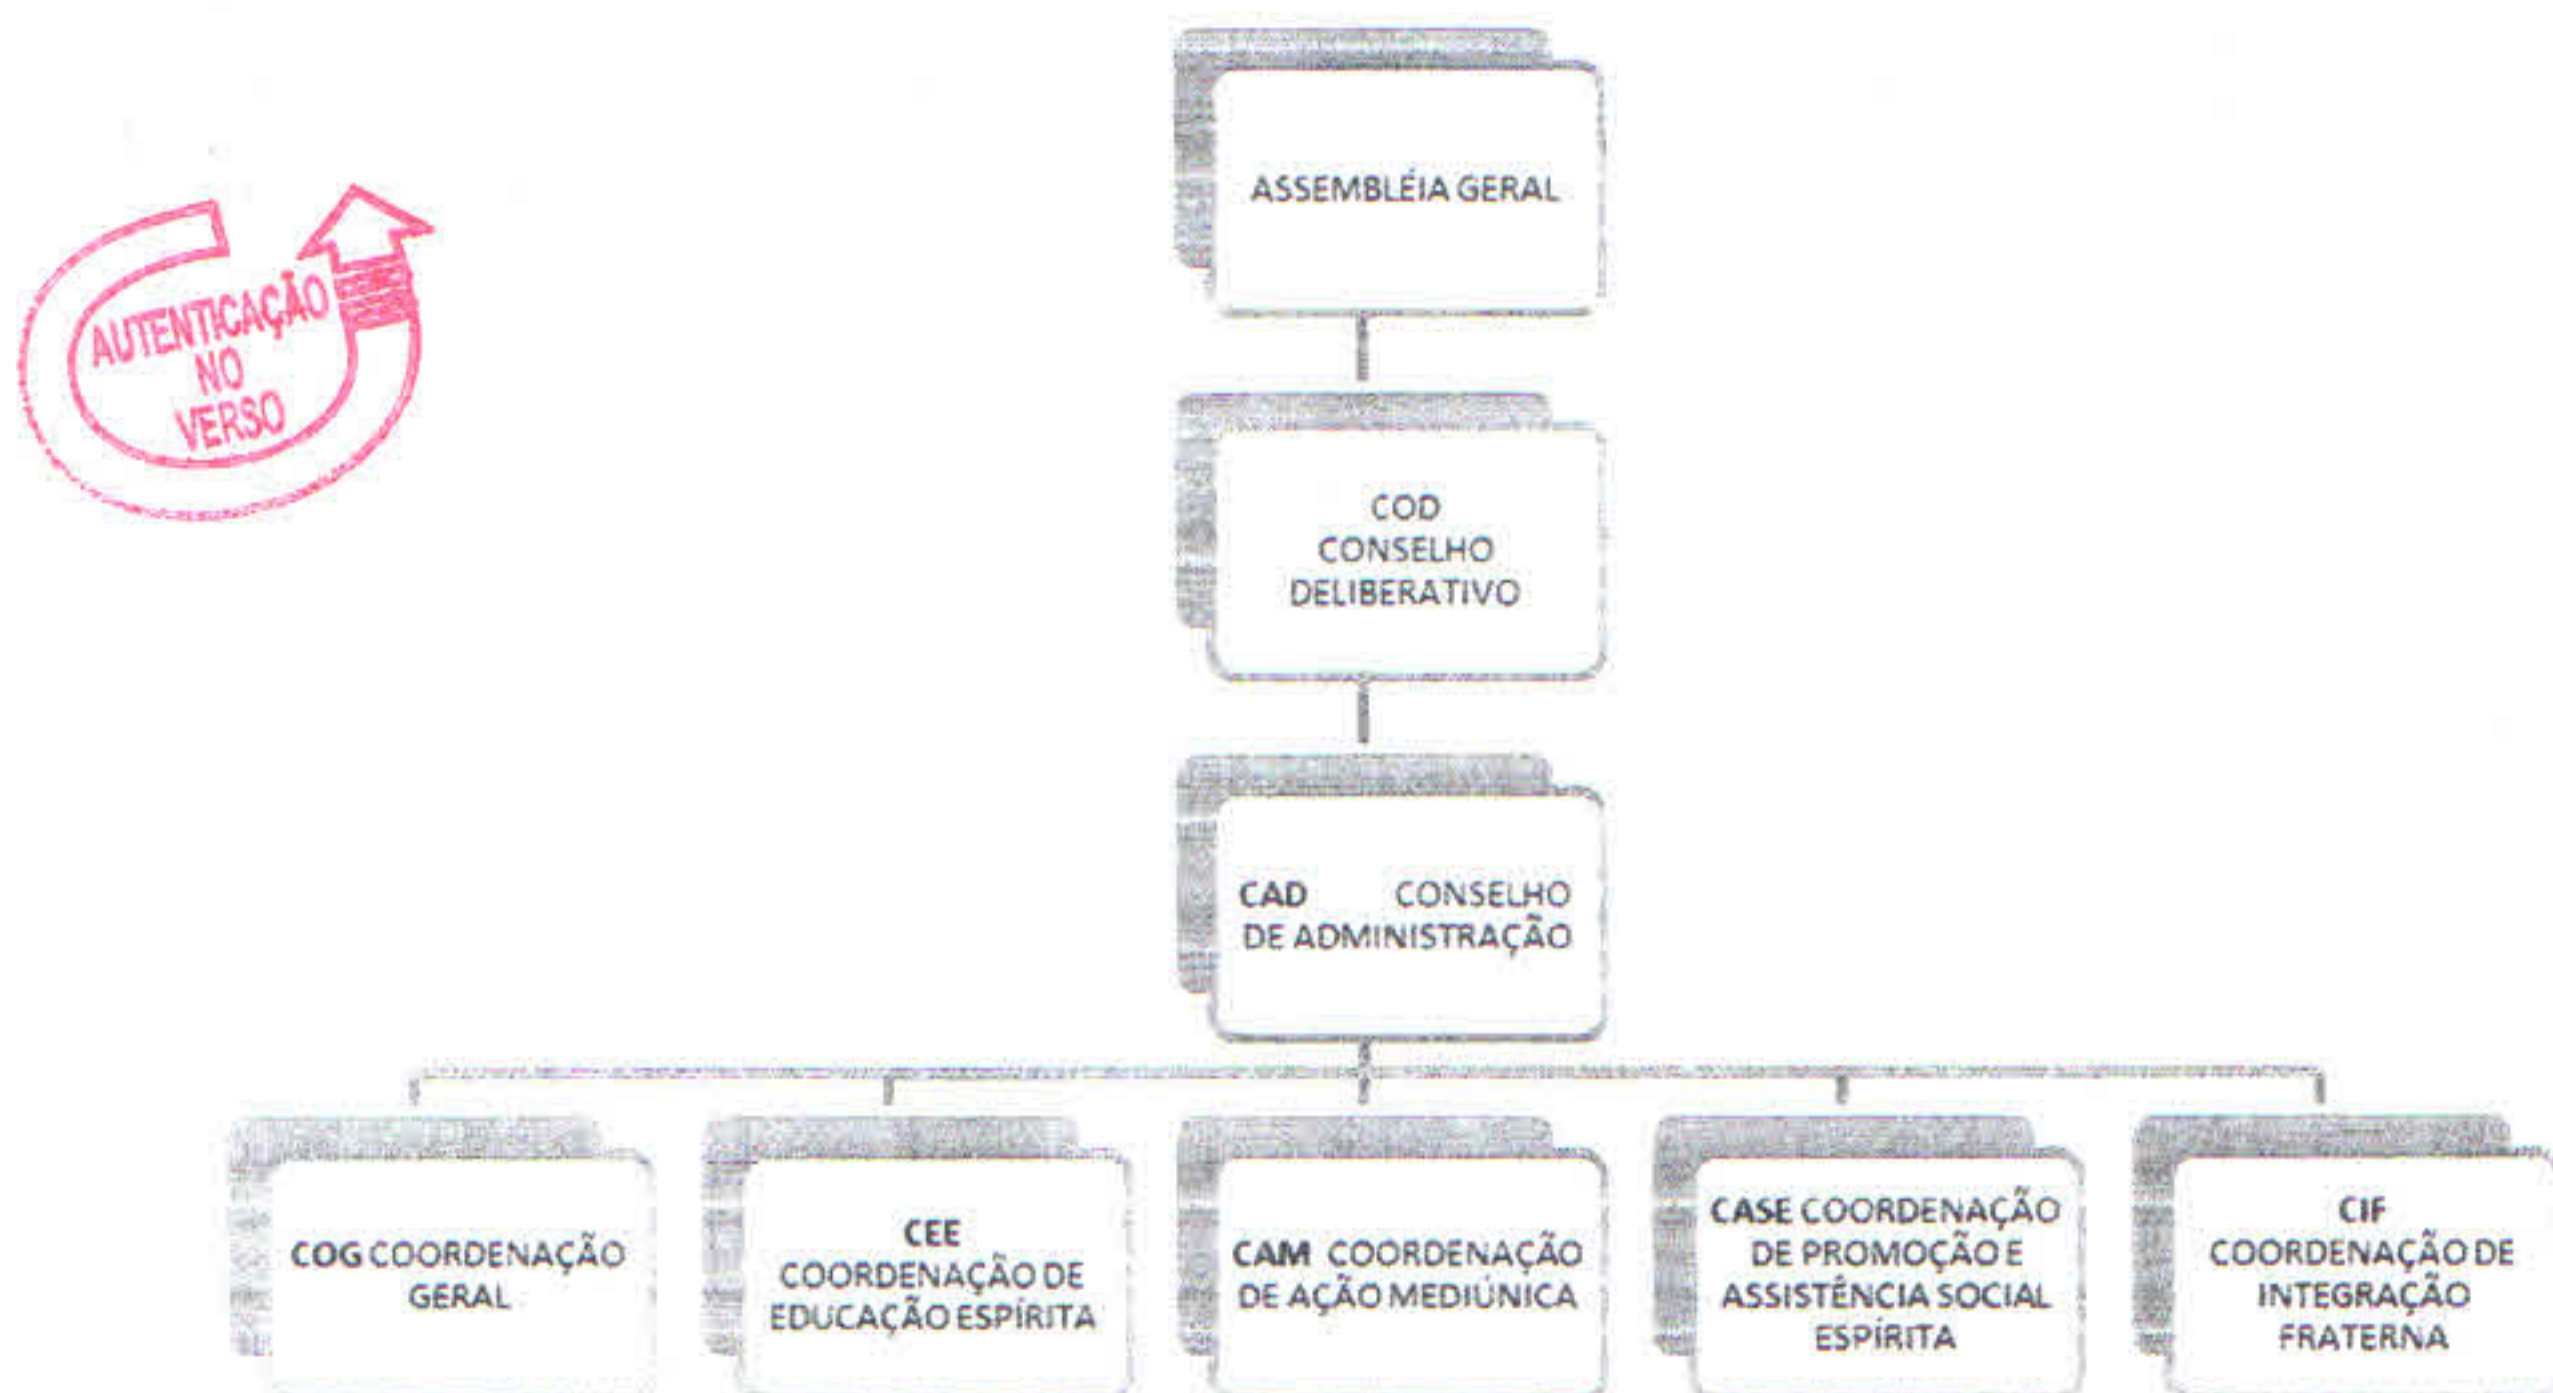 AUTENTICAÇÃO
NO
VERSO
ASSEMBLÉIA GERAL
COD
CONSELHO
DELIBERATIVO
CAD CONSELHO
DE ADMINISTRAÇÃO
COG COORDENAÇÃO
GERAL
CEE
COORDENAÇÃO DE
EDUCAÇÃO ESPÍRITA
CAM COORDENAÇÃO
DE AÇÃO MEDIÚNICA
CASE COORDENAÇÃO
DE PROMOÇÃO E
ASSISTÊNCIA SOCIAL
ESPÍRITA
CIF
COORDENAÇÃO DE
INTEGRAÇÃO
FRATERNA